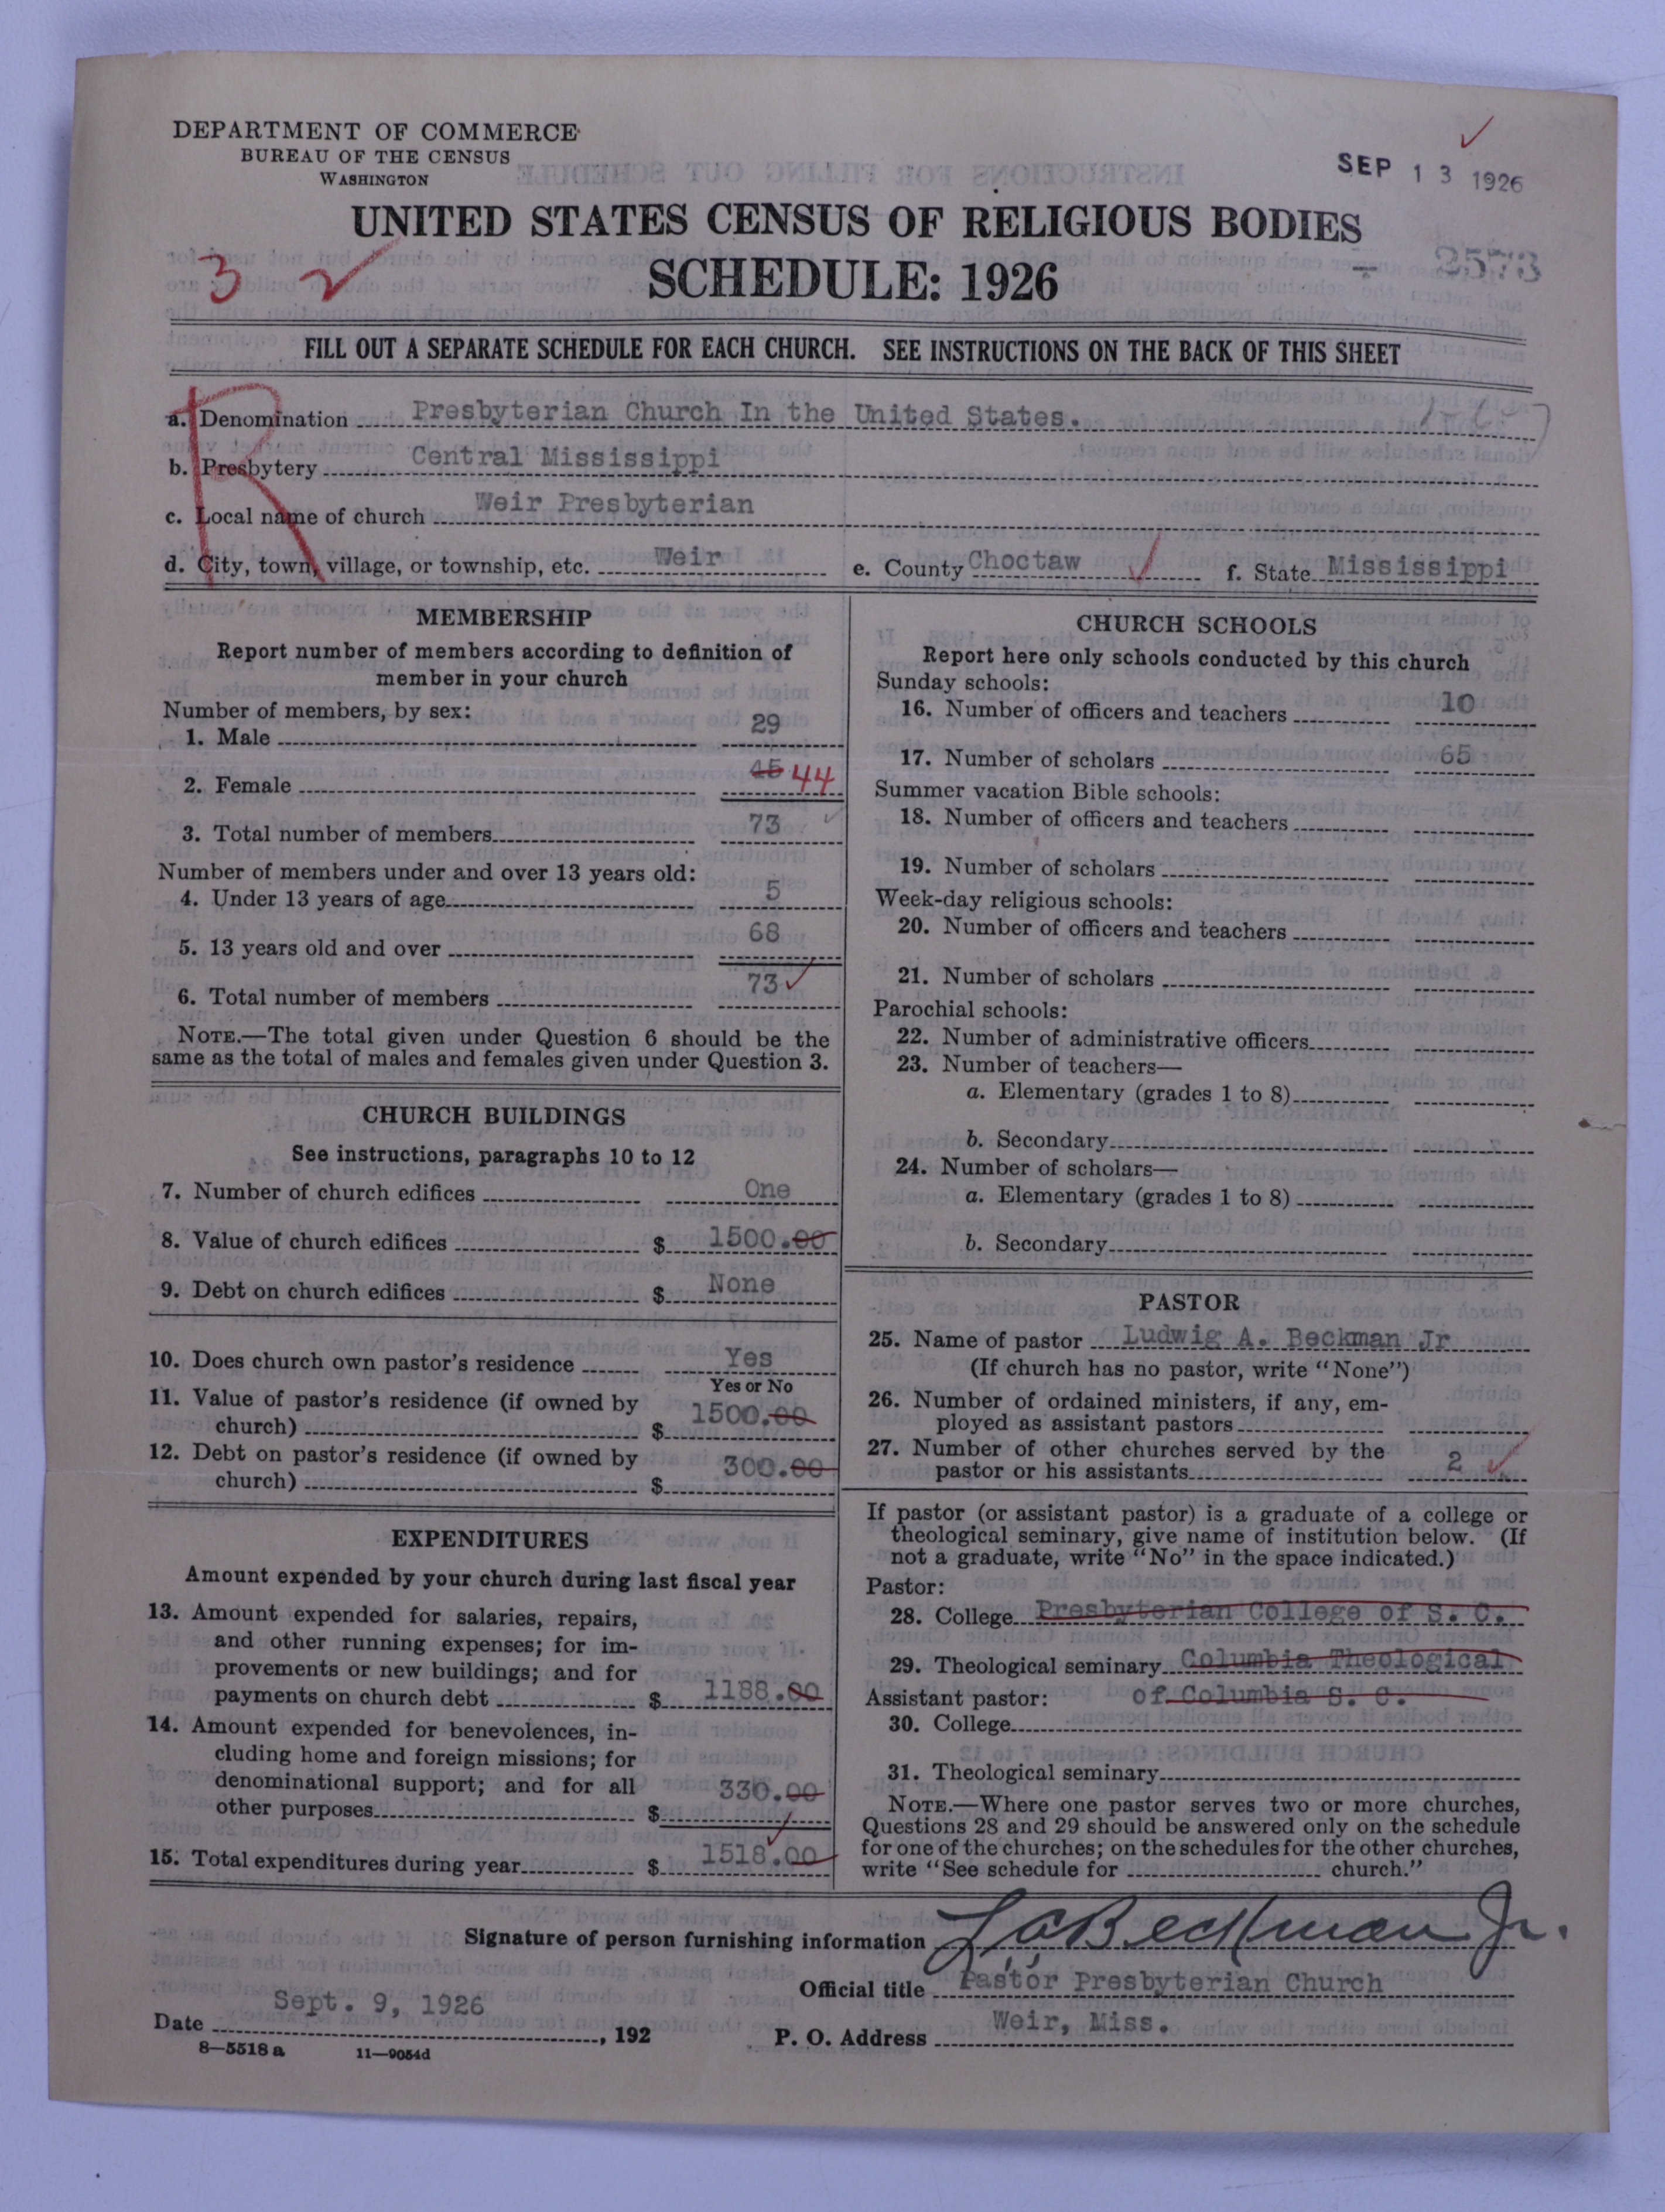 DEPARTMENT OF COMMERCE
BUREAU OF THE CENSUS
WASHINGTON
SEP 13 1926
UNITED STATES CENSUS OF RELIGIOUS BODIES
SCHEDULE: 1926
3 2
2573
FILL OUT A SEPARATE SCHEDULE FOR EACH CHURCH. SEE INSTRUCTIONS ON THE BACK OF THIS SHEET
R
a. Denomination Presbyterian Church In the United States.
b. Presbytery Central Mississippi
c. Local name of church Weir Presbyterian
d. City, town, village, or township, etc. Weir e. County Choctaw f. State Mississippi
MEMBERSHIP
Report number of members according to definition of
member in your church
Number of members, by sex:
1. Male 29
2. Female 45 44
3. Total number of members 73
Number of members under and over 13 years old:
4. Under 13 years of age 5
5. 13 years old and over 68
6. Total number of members 73
NOTE.—The total given under Question 6 should be the
same as the total of males and females given under Question 3.
CHURCH BUILDINGS
See instructions, paragraphs 10 to 12
7. Number of church edifices One
8. Value of church edifices $ 1500.00
9. Debt on church edifices $ None
10. Does church own pastor's residence Yes
Yes or No
11. Value of pastor's residence (if owned by
church) $ 1500.00
12. Debt on pastor's residence (if owned by
church) $ 300.00
EXPENDITURES
Amount expended by your church during last fiscal year
13. Amount expended for salaries, repairs,
and other running expenses; for im-
provements or new buildings; and for
payments on church debt $ 1188.00
14. Amount expended for benevolences, in-
cluding home and foreign missions; for
denominational support; and for all
other purposes $ 330.00
15. Total expenditures during year $ 1518.00
CHURCH SCHOOLS
Report here only schools conducted by this church
Sunday schools:
16. Number of officers and teachers 10
17. Number of scholars 65
Summer vacation Bible schools:
18. Number of officers and teachers
19. Number of scholars
Week-day religious schools:
20. Number of officers and teachers
21. Number of scholars
Parochial schools:
22. Number of administrative officers
23. Number of teachers—
a. Elementary (grades 1 to 8)
b. Secondary
24. Number of scholars—
a. Elementary (grades 1 to 8)
b. Secondary
PASTOR
25. Name of pastor Ludwig A. Beckman Jr
(If church has no pastor, write "None")
26. Number of ordained ministers, if any, em-
ployed as assistant pastors
27. Number of other churches served by the
pastor or his assistants 2
If pastor (or assistant pastor) is a graduate of a college or
theological seminary, give name of institution below. (If
not a graduate, write "No" in the space indicated.)
Pastor:
28. College Presbyterian College of S. C.
29. Theological seminary Columbia Theological
Assistant pastor: of Columbia S. C.
30. College
31. Theological seminary
NOTE.—Where one pastor serves two or more churches,
Questions 28 and 29 should be answered only on the schedule
for one of the churches; on the schedules for the other churches,
write "See schedule for church."
Signature of person furnishing information L A Beckman Jr.
Official title Pastor Presbyterian Church
Date Sept. 9, 1926, 192
P. O. Address Weir, Miss.
8—5518 a 11—9054d